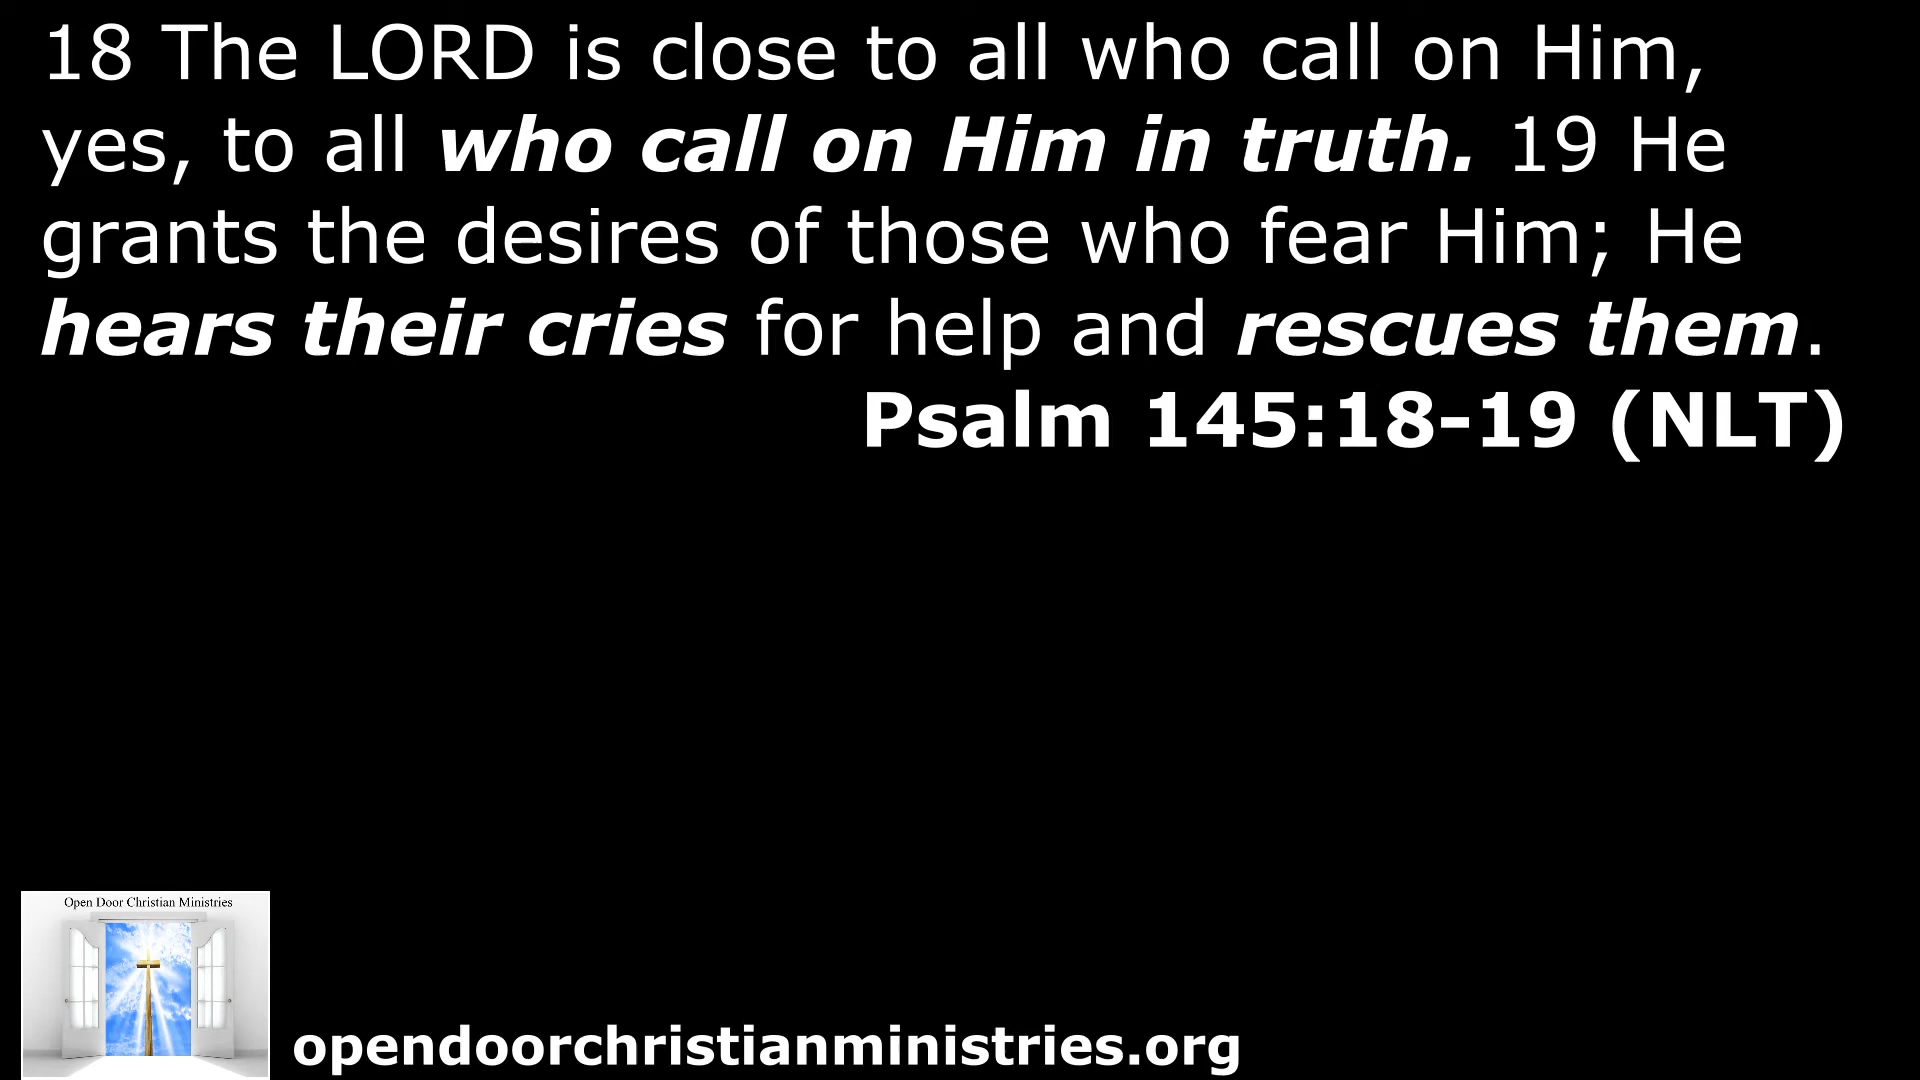 18 The LORD is close to all who call on Him,
yes, to all who call on Him in truth. 19 He
grants the desires of those who fear Him; He
hears their cries for help and rescues them.
Psalm 145:18-19 (NLT)
Open Door Christian Ministries
opendoorchristianministries.org